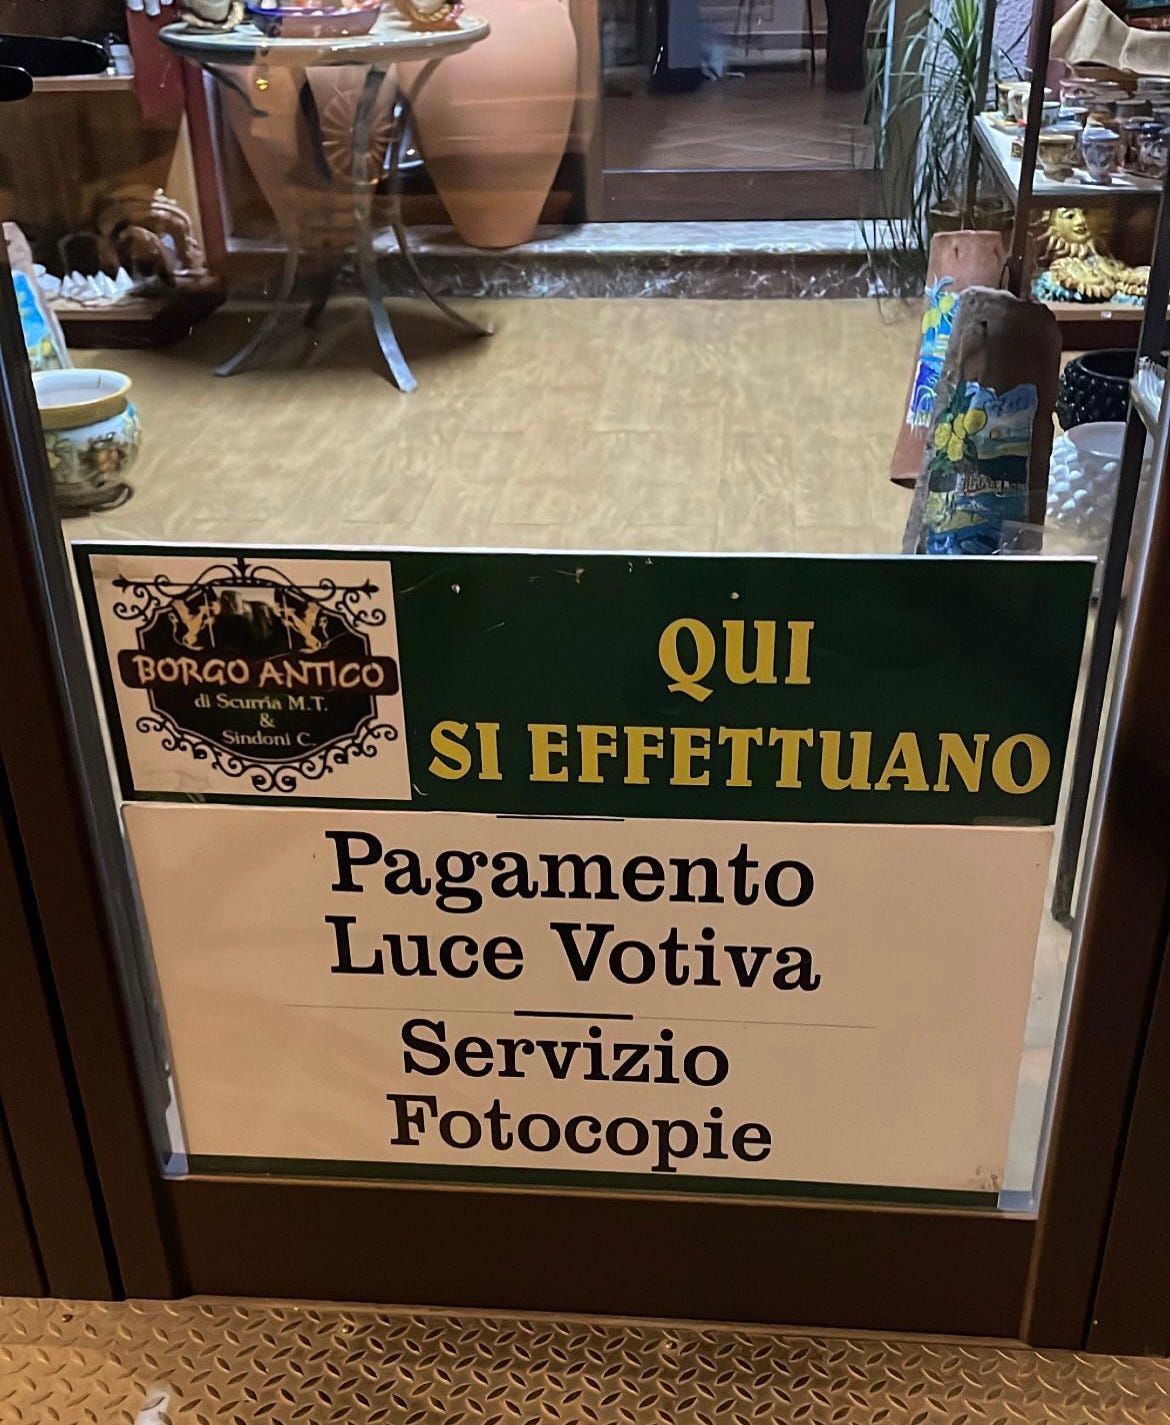 BORGO ANTICO
di Scurria M.T.
&
Sindoni C.
QUI
SI EFFETTUANO
Pagamento
Luce Votiva
Servizio
Fotocopie